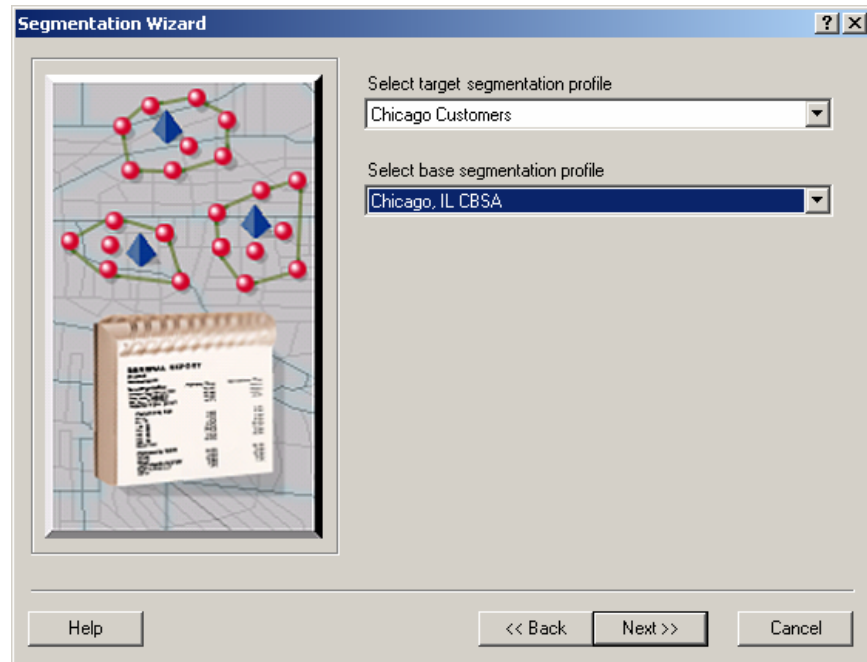 Segmentation Wizard
Select target segmentation profile
Chicago Customers
Select base segmentation profile
Chicago, IL CBSA
Help
<< Back
Next >>
Cancel